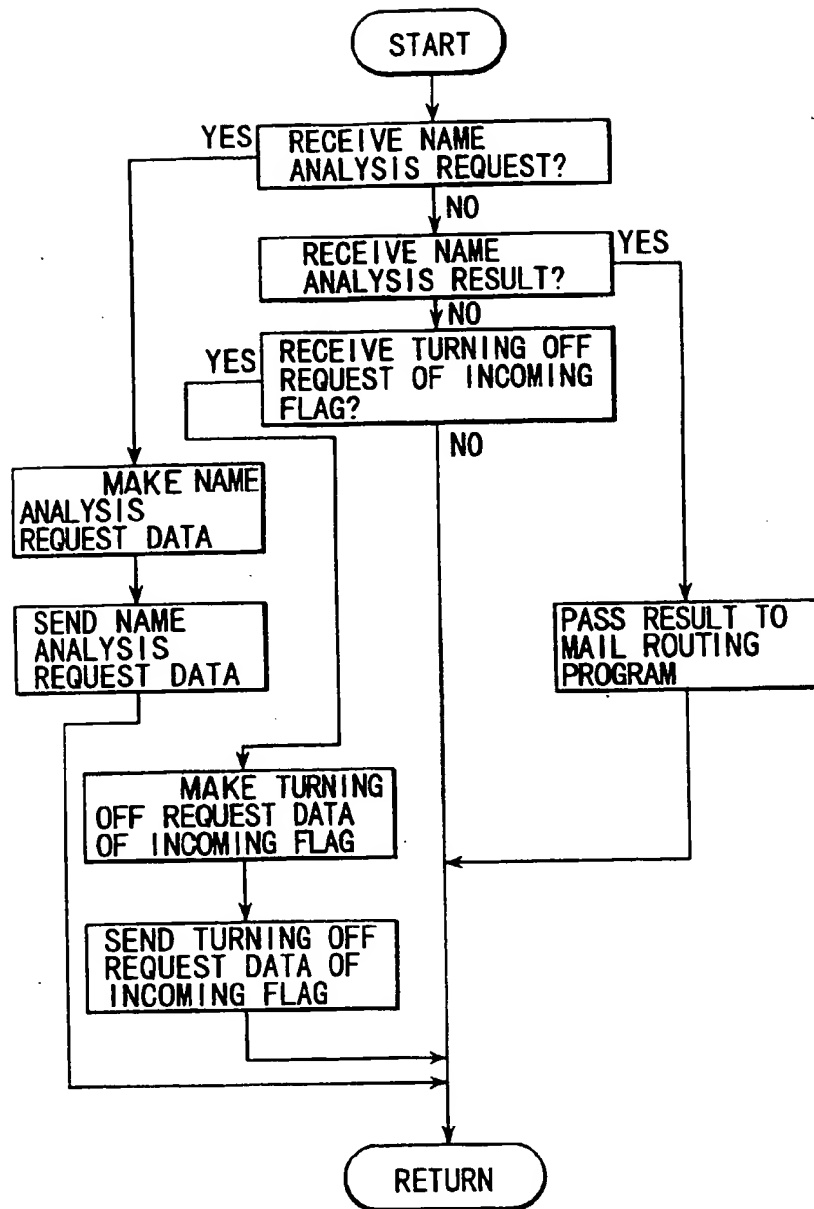 START
YES
RECEIVE NAME
ANALYSIS REQUEST?
NO
RECEIVE NAME
ANALYSIS RESULT?
YES
NO
YES
RECEIVE TURNING OFF
REQUEST OF INCOMING
FLAG?
NO
MAKE NAME
ANALYSIS
REQUEST DATA
SEND NAME
ANALYSIS
REQUEST DATA
PASS RESULT TO
MAIL ROUTING
PROGRAM
MAKE TURNING
OFF REQUEST DATA
OF INCOMING FLAG
SEND TURNING OFF
REQUEST DATA OF
INCOMING FLAG
RETURN